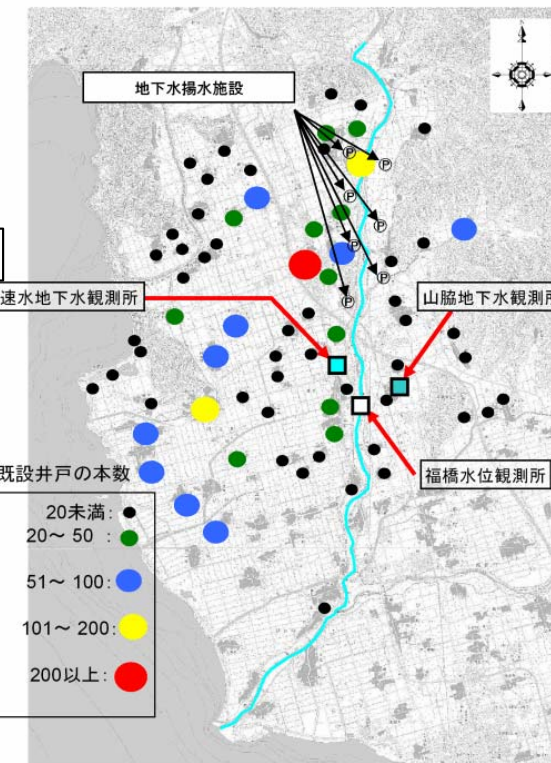 地下水揚水施設
Ⓟ
Ⓟ
Ⓟ
Ⓟ
Ⓟ
Ⓟ
Ⓟ
速水地下水観測所
山脇地下水観測所
福橋水位観測所
既設井戸の本数
20未満:
20～50 :
51～100:
101～200:
200以上: